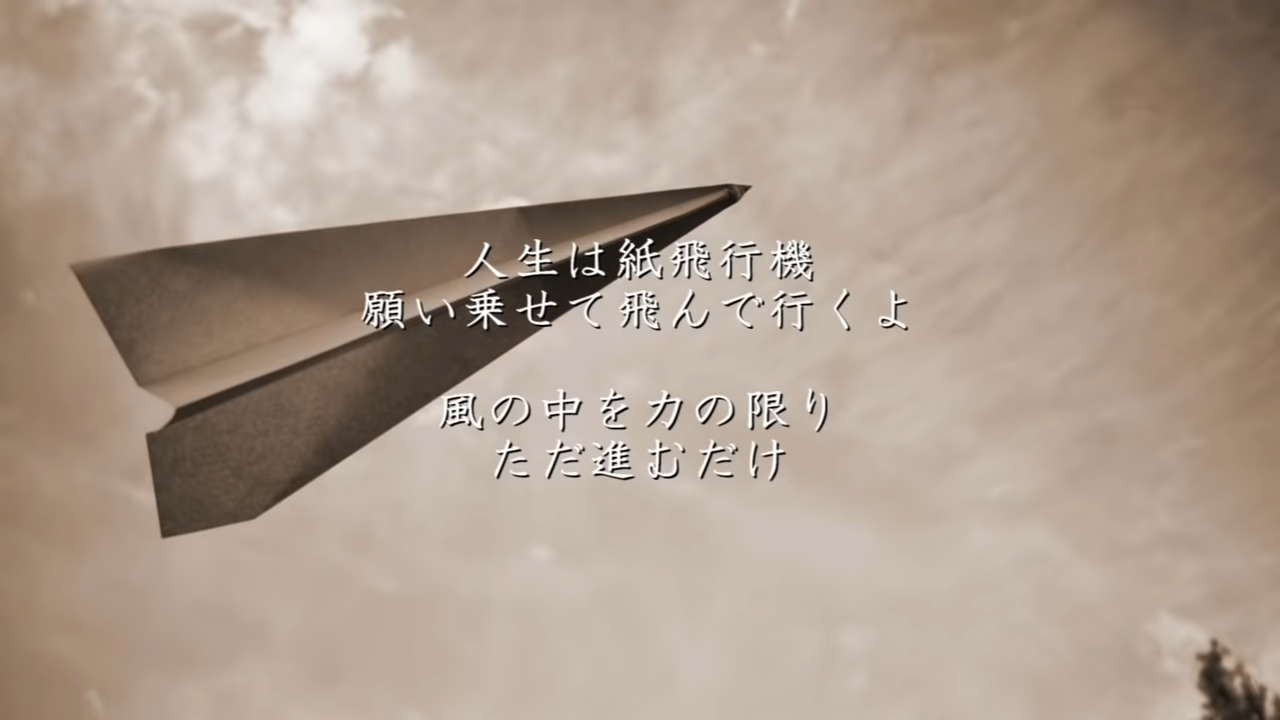 人生は紙飛行機
願い乗せて飛んで行くよ
風の中を力の限り
ただ進むだけ